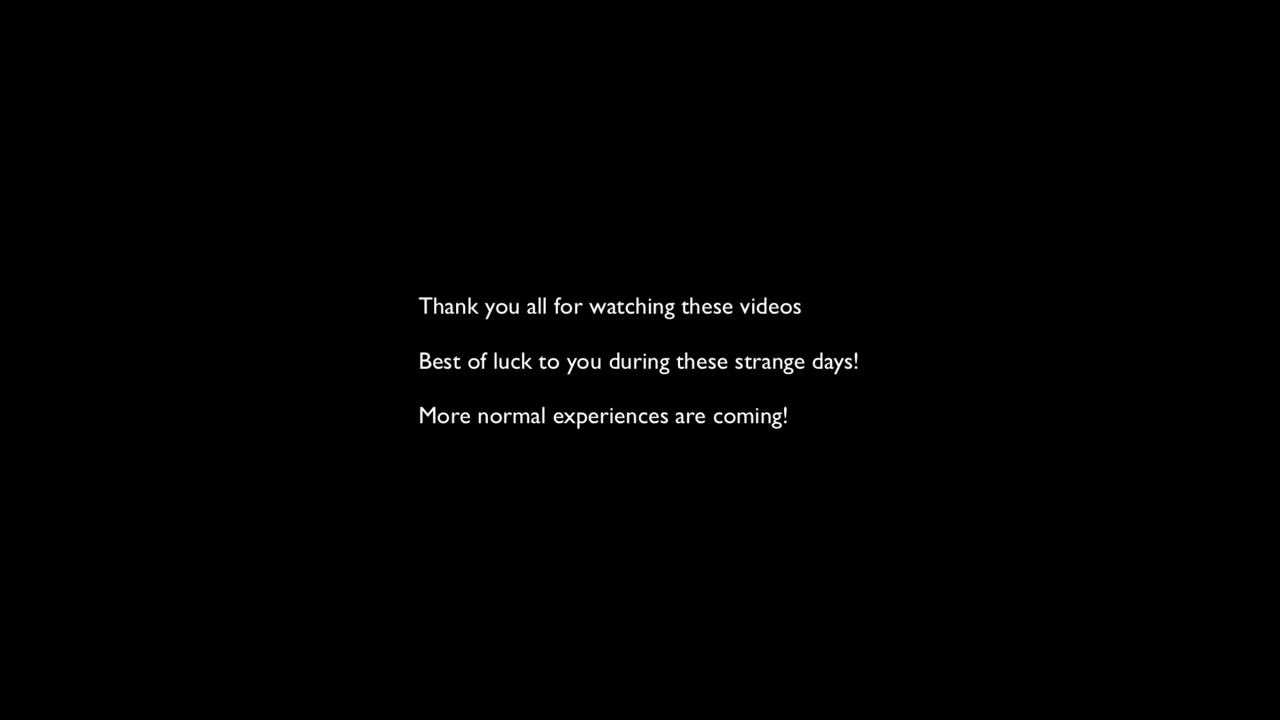 Thank you all for watching these videos
Best of luck to you during these strange days!
More normal experiences are coming!